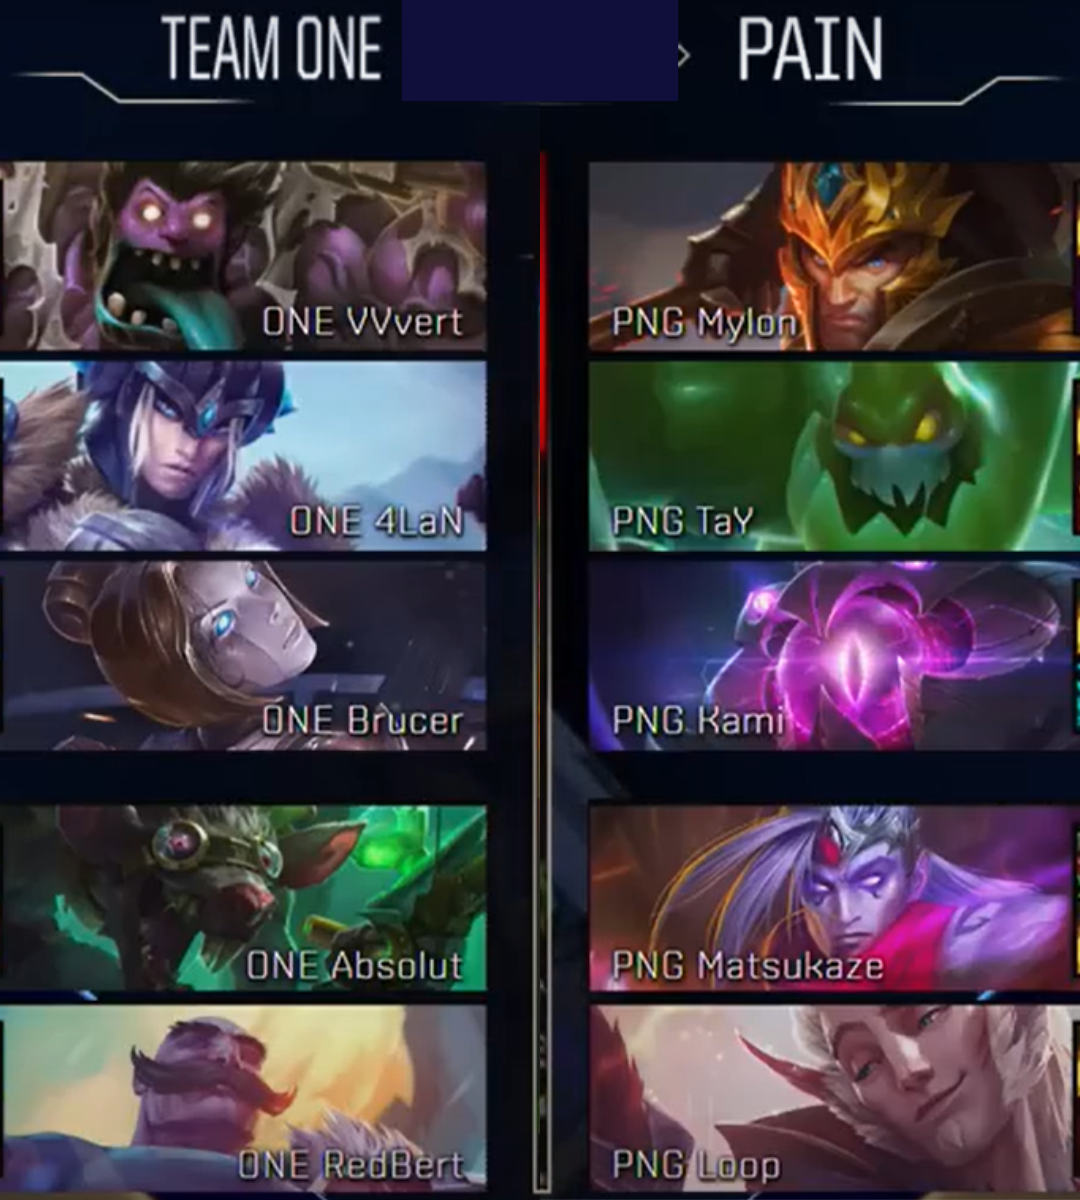 TEAM ONE
PAIN
ONE VVvert
PNG Mylon
ONE 4LaN
PNG TaY
ONE Brucer
PNG Kami
ONE Absolut
PNG Matsukaze
ONE RedBert
PNG Loop